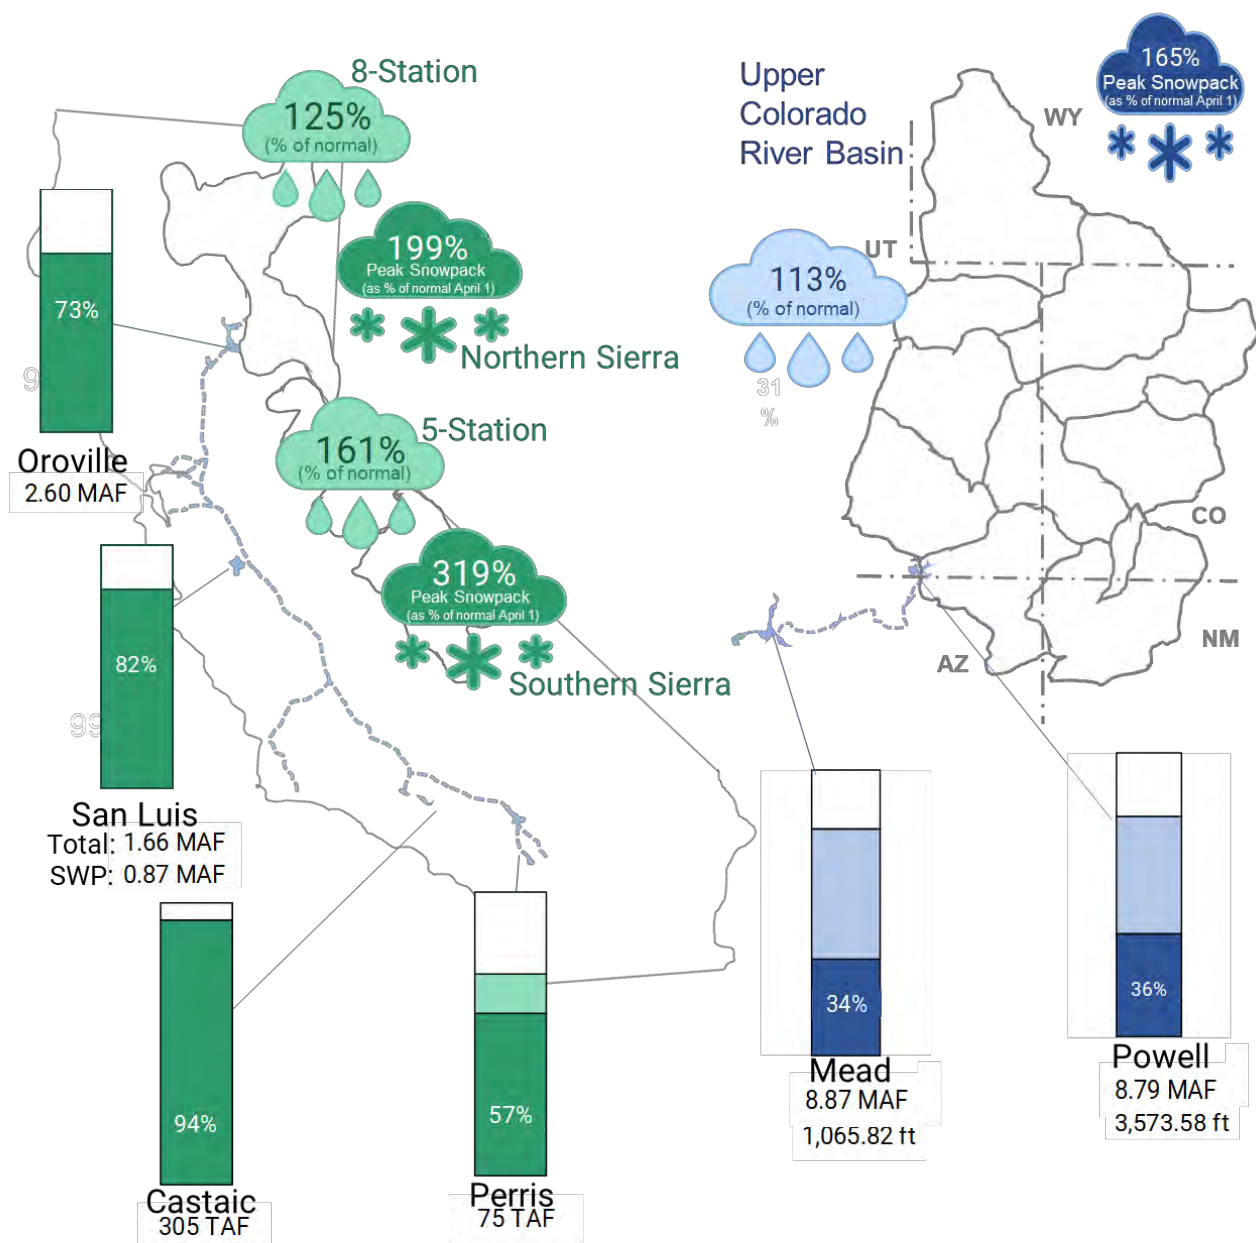 8-Station
125%
(% of normal)
199%
Peak Snowpack
(as % of normal April 1)
Northern Sierra
73%
Oroville
2.60 MAF
5-Station
161%
(% of normal)
319%
Peak Snowpack
(as % of normal April 1)
Southern Sierra
82%
99
San Luis
Total: 1.66 MAF
SWP: 0.87 MAF
94%
Castaic
305 TAF
57%
Perris
75 TAF
Upper
Colorado
River Basin
165%
Peak Snowpack
(as % of normal April 1)
WY
UT
113%
(% of normal)
31
%
CO
NM
AZ
34%
Mead
8.87 MAF
1,065.82 ft
36%
Powell
8.79 MAF
3,573.58 ft